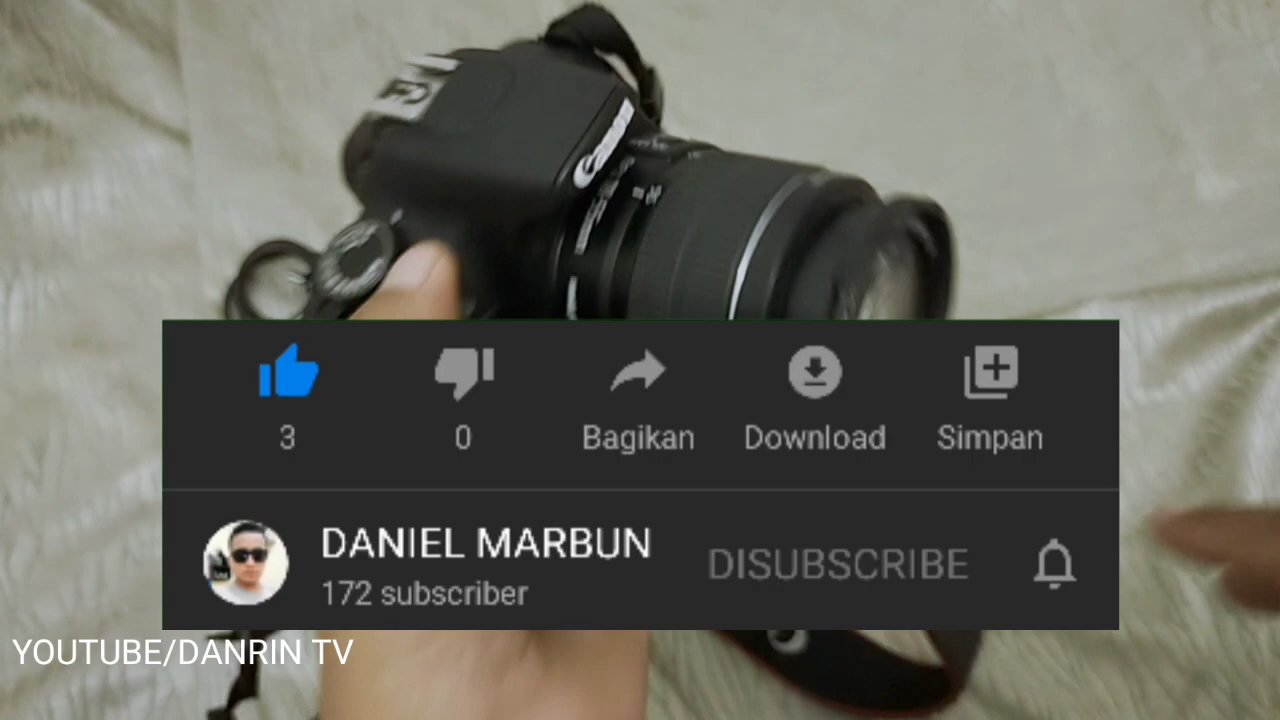 Canon
3
0
Bagikan
Download
Simpan
DANIEL MARBUN
172 subscriber
DISUBSCRIBE
YOUTUBE/DANRIN TV